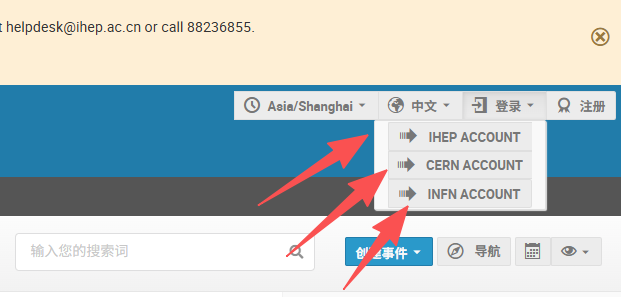 t helpdesk@ihep.ac.cn or call 88236855.
Asia/Shanghai 中文 登录 注册
IHEP ACCOUNT
CERN ACCOUNT
INFN ACCOUNT
输入您的搜索词 创建事件 导航